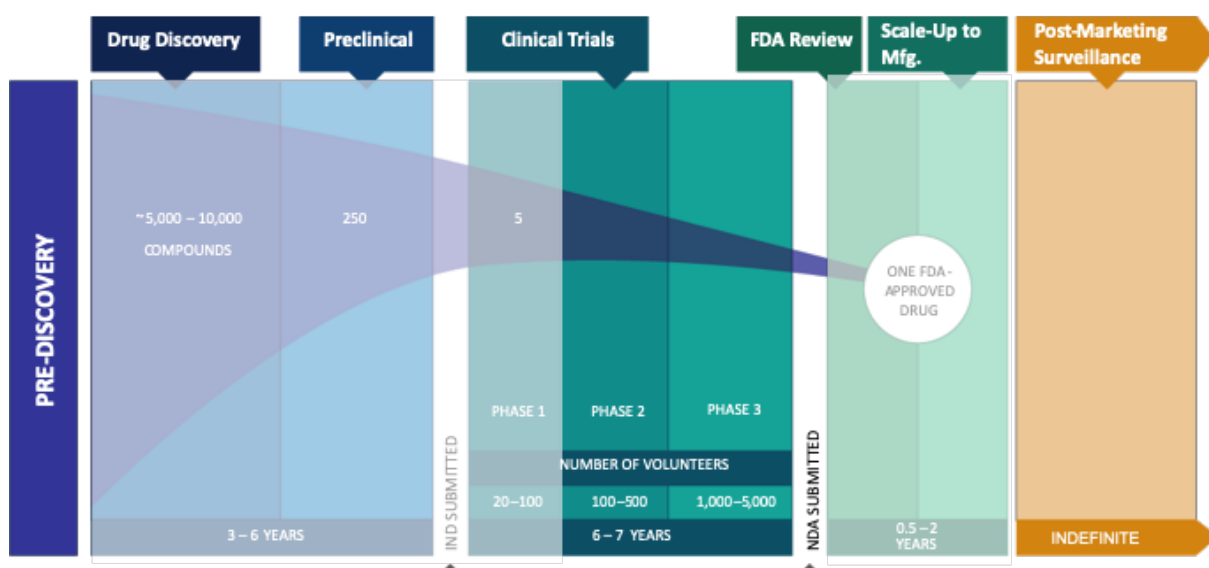 Drug Discovery
Preclinical
Clinical Trials
FDA Review
Scale-Up to
Mfg.
Post-Marketing
Surveillance
PRE-DISCOVERY
~5,000 – 10,000
COMPOUNDS
250
5
ONE FDA-
APPROVED
DRUG
PHASE 1
PHASE 2
PHASE 3
IND SUBMITTED
NDA SUBMITTED
NUMBER OF VOLUNTEERS
20–100
100–500
1,000–5,000
3 – 6 YEARS
6 – 7 YEARS
0.5 – 2
YEARS
INDEFINITE